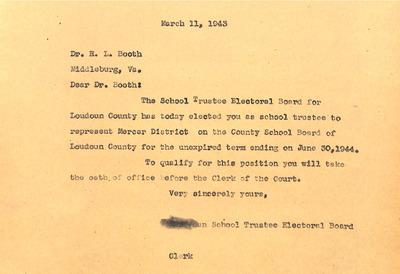 March 11, 1943
Dr. R. L. Booth
Middleburg, Va.
Dear Dr. Booth:
The School Trustee Electoral Board for
Loudoun County has today elected you as school trustee to
represent Mercer District on the County School Board of
Loudoun County for the unexpired term ending on June 30,1944.
To qualify for this position you will take
the oath of office before the Clerk of the Court.
Very sincerely yours,
School Trustee Electoral Board
Clerk